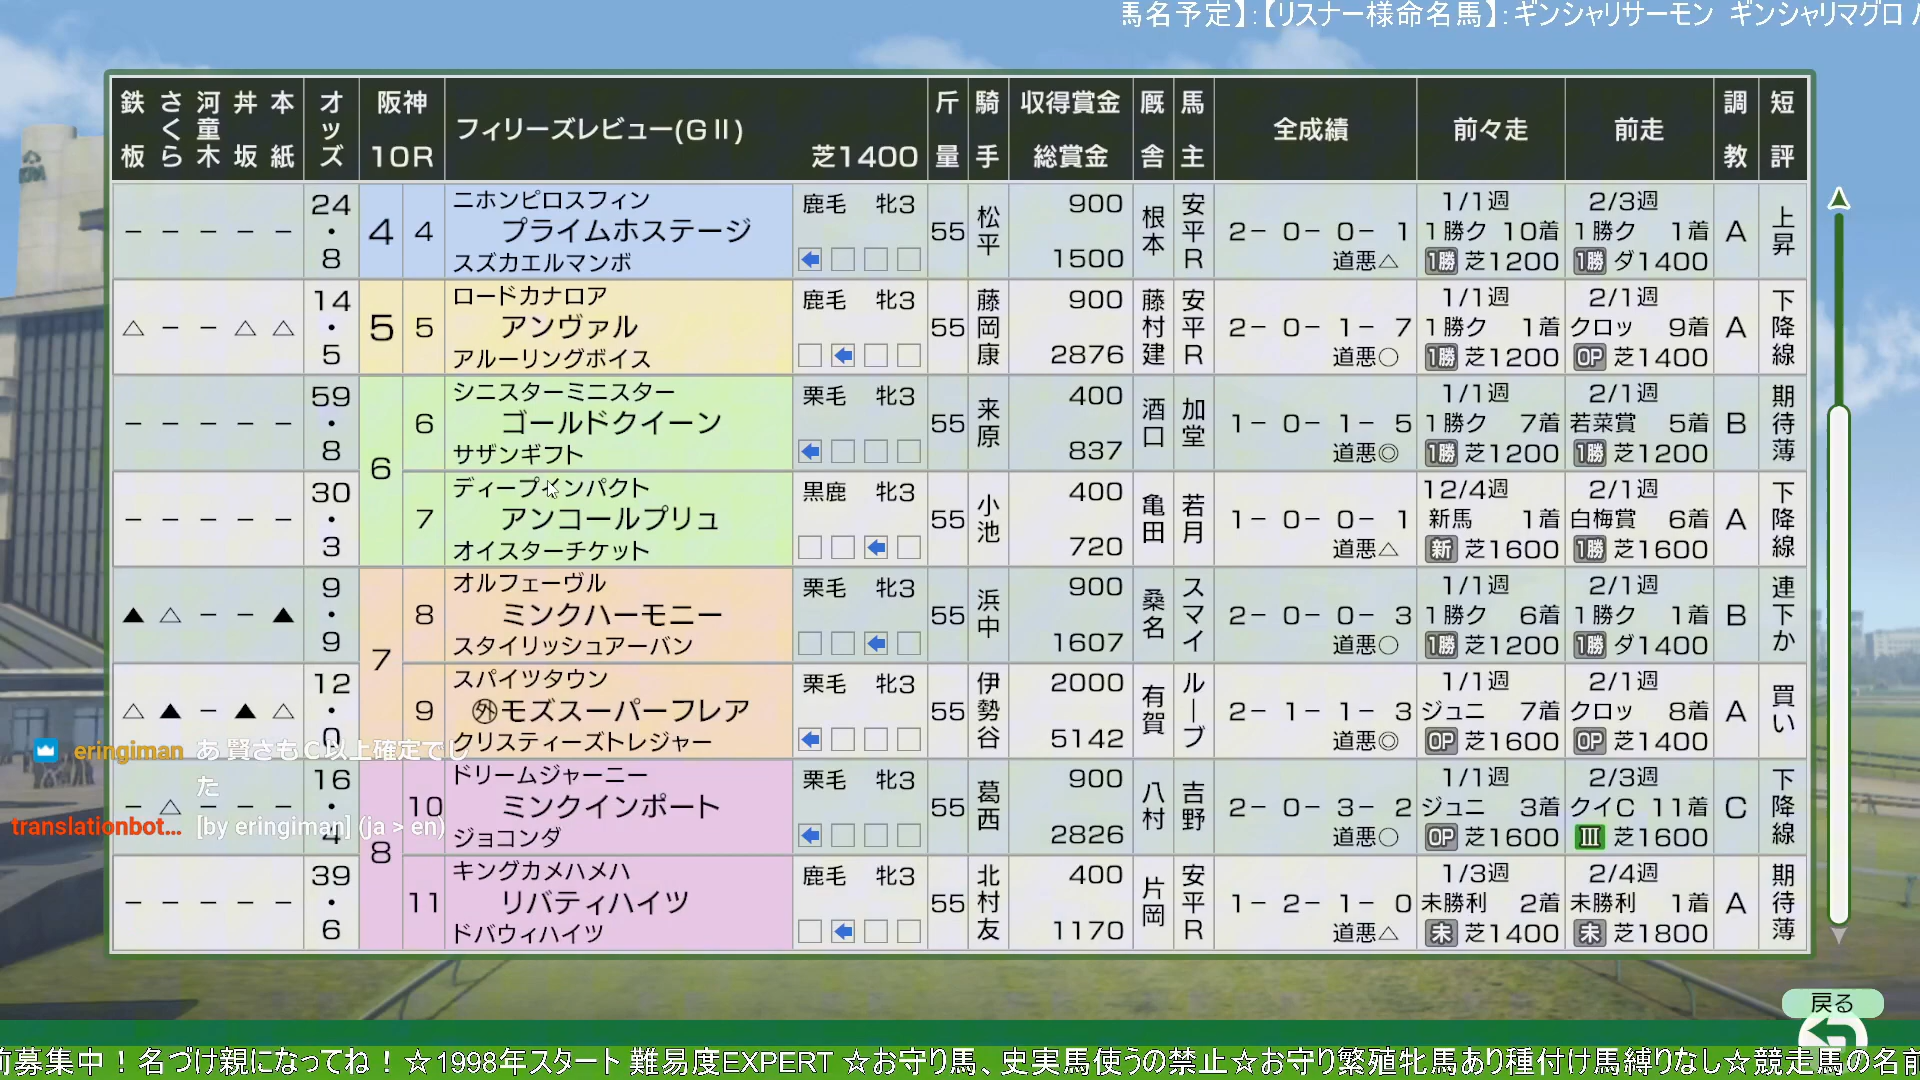 馬名予定】:【リスナー様命名馬】:ギンシャリサーモン ギンシャリマグロ
鉄板 さくら 河童木 井坂 本紙 オッズ 阪神10R フィリーズレビュー(GⅡ) 芝1400 斤量 騎手 収得賞金 総賞金 厩舎 馬主 全成績 前々走 前走 調教 短評
－ － － － － 24・8 4 4 ニホンピロスフィン プライムホステージ スズカエルマンボ 鹿毛 牝3 55 松平 900 1500 根本 安平R 2- 0- 0- 1 道悪△ 1/1週 1勝ク 10着 1勝 芝1200 2/3週 1勝ク 1着 1勝 ダ1400 A 上昇
△ － － △ △ 14・5 5 5 ロードカナロア アンヴァル アルーリングボイス 鹿毛 牝3 55 藤岡康 900 2876 藤村建 安平R 2- 0- 1- 7 道悪○ 1/1週 1勝ク 1着 1勝 芝1200 2/1週 クロッ 9着 OP 芝1400 A 下降線
－ － － － － 59・8 6 6 シニスターミニスター ゴールドクイーン サザンギフト 栗毛 牝3 55 来原 400 837 酒口 加堂 1- 0- 1- 5 道悪◎ 1/1週 1勝ク 7着 1勝 芝1200 2/1週 若菜賞 5着 1勝 芝1200 B 期待薄
－ － － － － 30・3 7 ディープインパクト アンコールプリュ オイスターチケット 黒鹿 牝3 55 小池 400 720 亀田 若月 1- 0- 0- 1 道悪△ 12/4週 新馬 1着 新 芝1600 2/1週 白梅賞 6着 1勝 芝1600 A 下降線
▲ △ － － ▲ 9・9 7 8 オルフェーヴル ミンクハーモニー スタイリッシュアーバン 栗毛 牝3 55 浜中 900 1607 桑名 スマイ 2- 0- 0- 3 道悪○ 1/1週 1勝ク 6着 1勝 芝1200 2/1週 1勝ク 1着 1勝 ダ1400 B 連下か
△ ▲ － ▲ △ 12・0 9 スパイツタウン 外モズスーパーフレア クリスティーズトレジャー 栗毛 牝3 55 伊勢谷 2000 5142 有賀 ルーブ 2- 1- 1- 3 道悪◎ 1/1週 ジュニ 7着 OP 芝1600 2/1週 クロッ 8着 OP 芝1400 A 買い
eringiman あ 賢さもC以上確定でした
－ △ － － － 16・4 8 10 ドリームジャーニー ミンクインポート ジョコンダ 栗毛 牝3 55 葛西 900 2826 八村 吉野 2- 0- 3- 2 道悪○ 1/1週 ジュニ 3着 OP 芝1600 2/3週 クイC 11着 Ⅲ 芝1600 C 下降線
translationbot... [by eringiman] (ja > en)
－ － － － － 39・6 11 キングカメハメハ リバティハイツ ドバウィハイツ 鹿毛 牝3 55 北村友 400 1170 片岡 安平R 1- 2- 1- 0 道悪△ 1/3週 未勝利 2着 未 芝1400 2/4週 未勝利 1着 未 芝1800 A 期待薄
戻る
前募集中！名づけ親になってね！☆1998年スタート 難易度EXPERT ☆お守り馬、史実馬使うの禁止☆お守り繁殖牝馬あり種付け馬縛りなし☆競走馬の名前